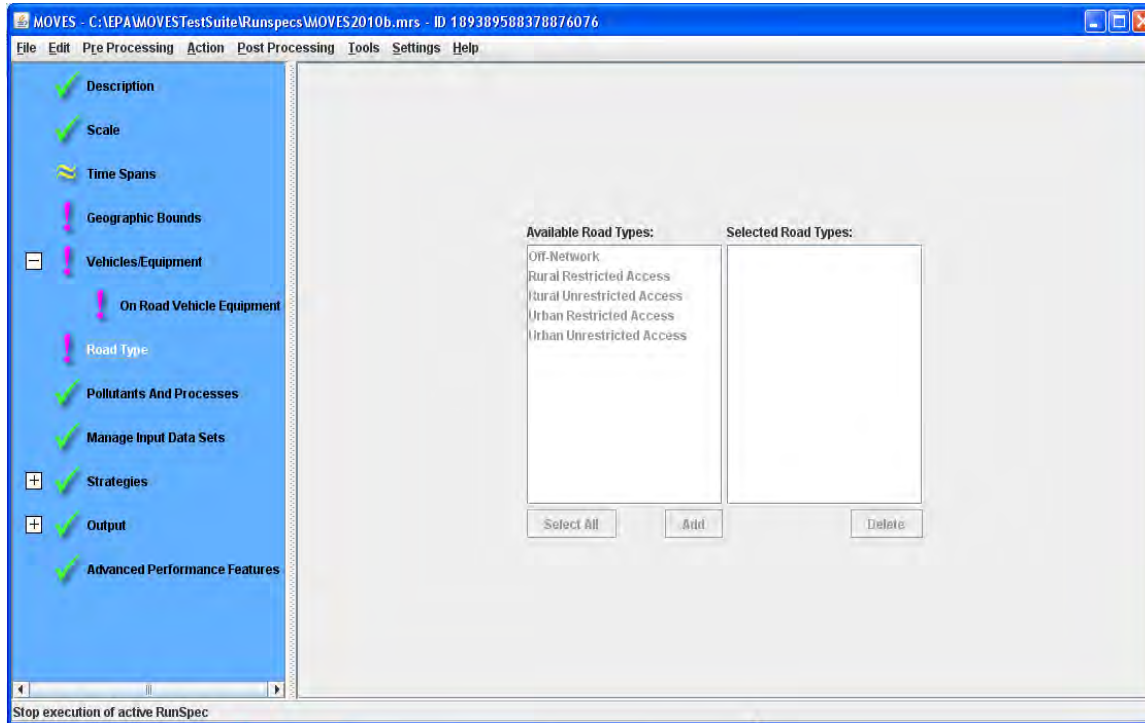 MOVES - C:\EPA\MOVESTestSuite\Runspecs\MOVES2010b.mrs - ID 189389588378876076
File Edit Pre Processing Action Post Processing Tools Settings Help
Description
Scale
Time Spans
Geographic Bounds
Vehicles/Equipment
On Road Vehicle Equipment
Road Type
Pollutants And Processes
Manage Input Data Sets
Strategies
Output
Advanced Performance Features
Available Road Types:
Selected Road Types:
Off-Network
Rural Restricted Access
Rural Unrestricted Access
Urban Restricted Access
Urban Unrestricted Access
Select All
Add
Delete
Stop execution of active RunSpec